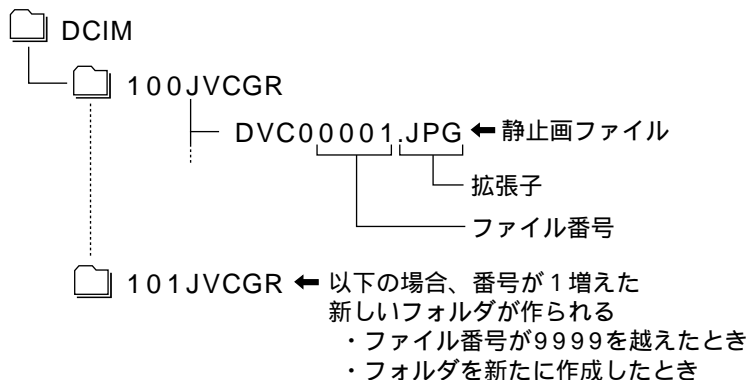 DCIM
100JVCGR
DVC00001.JPG ⬅ 静止画ファイル
拡張子
ファイル番号
101JVCGR ⬅ 以下の場合、番号が1増えた
新しいフォルダが作られる
・ファイル番号が9999を越えたとき
・フォルダを新たに作成したとき